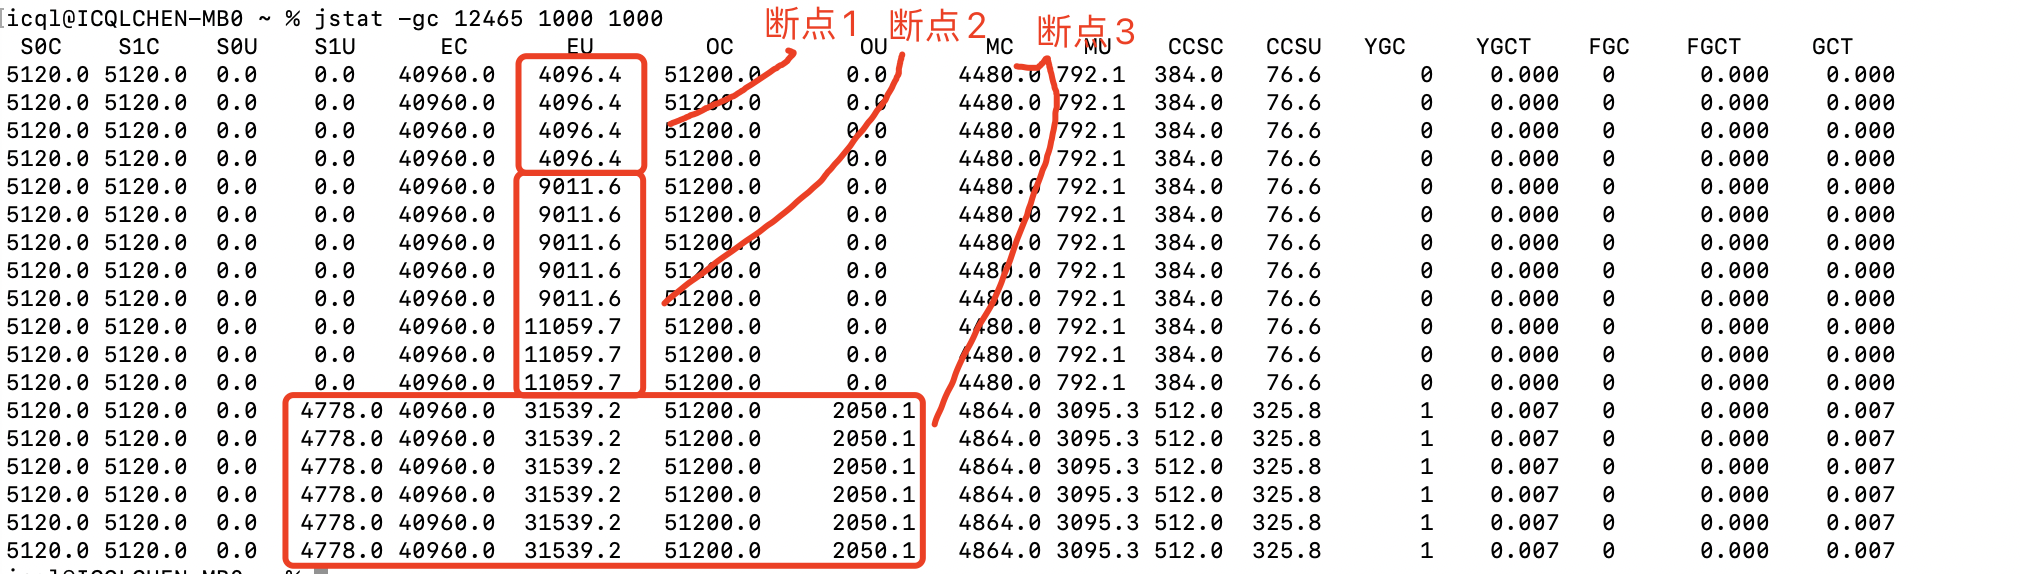 icql@ICQLCHEN-MB0 ~ % jstat -gc 12465 1000 1000
断点1 断点2 断点3
S0C S1C S0U S1U EC EU OC OU MC MU CCSC CCSU YGC YGCT FGC FGCT GCT
5120.0 5120.0 0.0 0.0 40960.0 4096.4 51200.0 0.0 4480.0 792.1 384.0 76.6 0 0.000 0 0.000 0.000
5120.0 5120.0 0.0 0.0 40960.0 4096.4 51200.0 0.0 4480.0 792.1 384.0 76.6 0 0.000 0 0.000 0.000
5120.0 5120.0 0.0 0.0 40960.0 4096.4 51200.0 0.0 4480.0 792.1 384.0 76.6 0 0.000 0 0.000 0.000
5120.0 5120.0 0.0 0.0 40960.0 4096.4 51200.0 0.0 4480.0 792.1 384.0 76.6 0 0.000 0 0.000 0.000
5120.0 5120.0 0.0 0.0 40960.0 9011.6 51200.0 0.0 4480.0 792.1 384.0 76.6 0 0.000 0 0.000 0.000
5120.0 5120.0 0.0 0.0 40960.0 9011.6 51200.0 0.0 4480.0 792.1 384.0 76.6 0 0.000 0 0.000 0.000
5120.0 5120.0 0.0 0.0 40960.0 9011.6 51200.0 0.0 4480.0 792.1 384.0 76.6 0 0.000 0 0.000 0.000
5120.0 5120.0 0.0 0.0 40960.0 9011.6 51200.0 0.0 4480.0 792.1 384.0 76.6 0 0.000 0 0.000 0.000
5120.0 5120.0 0.0 0.0 40960.0 9011.6 51200.0 0.0 4480.0 792.1 384.0 76.6 0 0.000 0 0.000 0.000
5120.0 5120.0 0.0 0.0 40960.0 11059.7 51200.0 0.0 4480.0 792.1 384.0 76.6 0 0.000 0 0.000 0.000
5120.0 5120.0 0.0 0.0 40960.0 11059.7 51200.0 0.0 4480.0 792.1 384.0 76.6 0 0.000 0 0.000 0.000
5120.0 5120.0 0.0 0.0 40960.0 11059.7 51200.0 0.0 4480.0 792.1 384.0 76.6 0 0.000 0 0.000 0.000
5120.0 5120.0 0.0 4778.0 40960.0 31539.2 51200.0 2050.1 4864.0 3095.3 512.0 325.8 1 0.007 0 0.000 0.007
5120.0 5120.0 0.0 4778.0 40960.0 31539.2 51200.0 2050.1 4864.0 3095.3 512.0 325.8 1 0.007 0 0.000 0.007
5120.0 5120.0 0.0 4778.0 40960.0 31539.2 51200.0 2050.1 4864.0 3095.3 512.0 325.8 1 0.007 0 0.000 0.007
5120.0 5120.0 0.0 4778.0 40960.0 31539.2 51200.0 2050.1 4864.0 3095.3 512.0 325.8 1 0.007 0 0.000 0.007
5120.0 5120.0 0.0 4778.0 40960.0 31539.2 51200.0 2050.1 4864.0 3095.3 512.0 325.8 1 0.007 0 0.000 0.007
5120.0 5120.0 0.0 4778.0 40960.0 31539.2 51200.0 2050.1 4864.0 3095.3 512.0 325.8 1 0.007 0 0.000 0.007